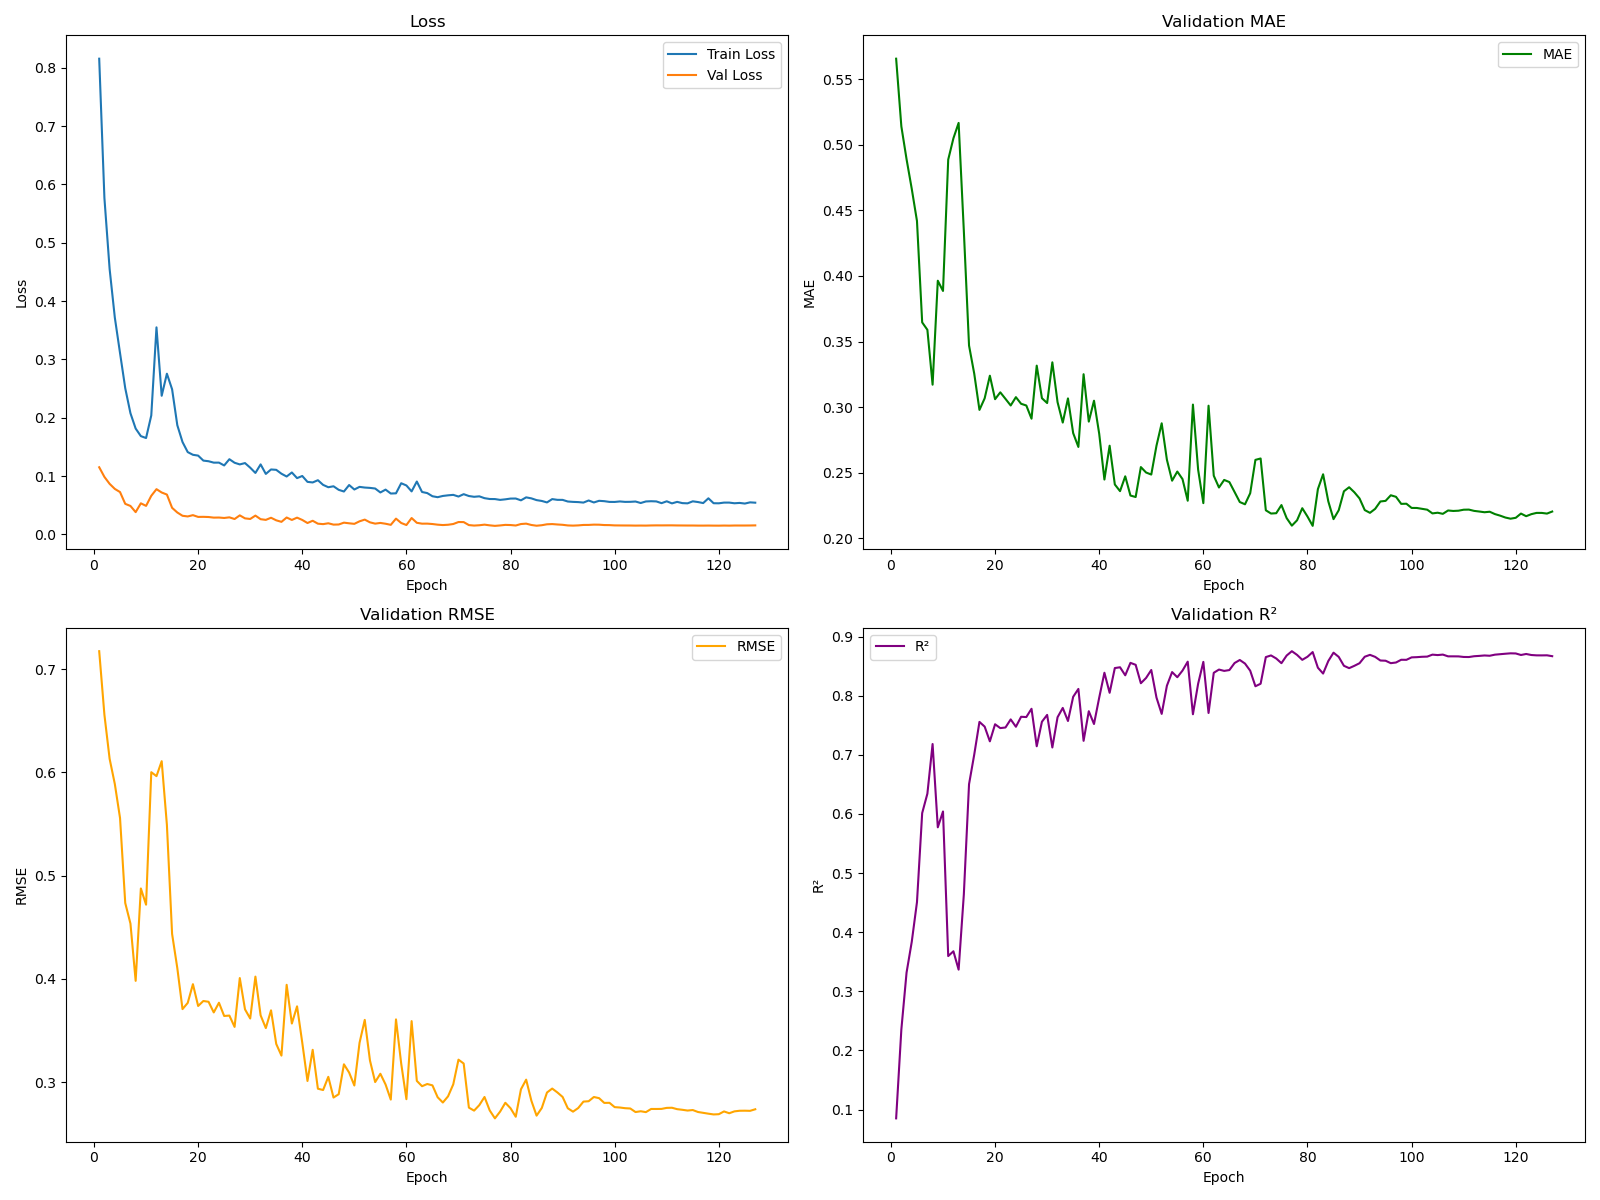 Loss
Train Loss
Val Loss
0.8
0.7
0.6
0.5
0.4
0.3
0.2
0.1
0.0
Loss
0 20 40 60 80 100 120
Epoch
Validation MAE
MAE
0.55
0.50
0.45
0.40
0.35
0.30
0.25
0.20
MAE
0 20 40 60 80 100 120
Epoch
Validation RMSE
RMSE
0.7
0.6
0.5
0.4
0.3
RMSE
0 20 40 60 80 100 120
Epoch
Validation R²
R²
0.9
0.8
0.7
0.6
0.5
0.4
0.3
0.2
0.1
R²
0 20 40 60 80 100 120
Epoch